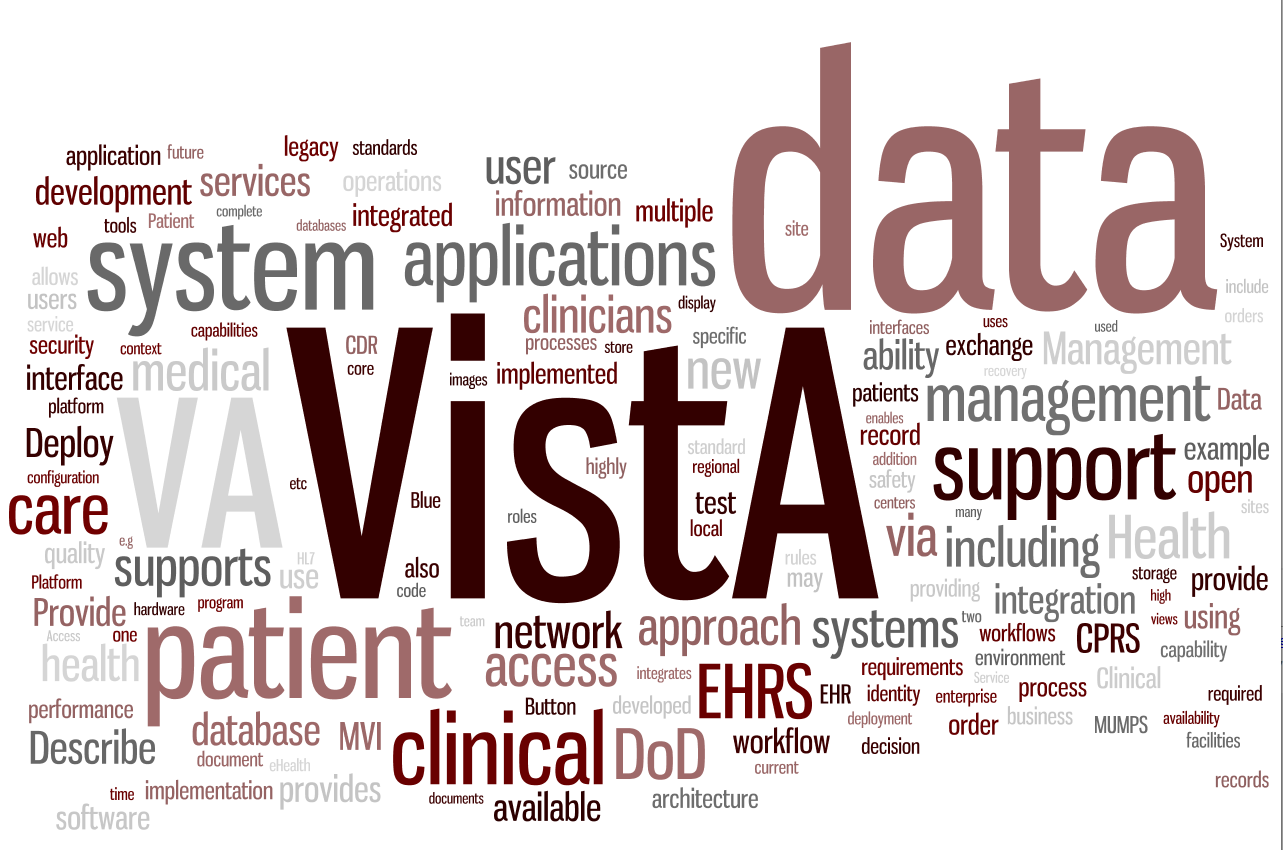 data
legacy standards
application future
user source
development services operations
information multiple
complete
tools Patient databases integrated
site
web
system applications
System
allows
users
include
service
clinicians display
orders
capabilities
interfaces uses used
security context
CDR
processes store specific
ability exchange Management
interface medical
core
images implemented new
recovery
platform
patients management Data
VA VistA
enables
Deploy
record
standard
support example
configuration
highly
regional
addition
safety
open
etc
care
Blue
roles
test
local
centers
many
sites
e.g
quality
via including Health
supports HL7
use
also
code
rules
may
Platform
storage provide
providing
Provide hardware program
integration high
Access one
patient
team
network approach systems two
views using
workflows CPRS
health
access
integrates
environment capability
requirements
Service
Clinical
EHRS EHR identity enterprise process
required
performance
Button developed
deployment
order business
MUMPS availability
database MVI
clinical DoD
workflow decision
facilities
Describe
document eHealth
current
records
time implementation provides
documents available
architecture
software